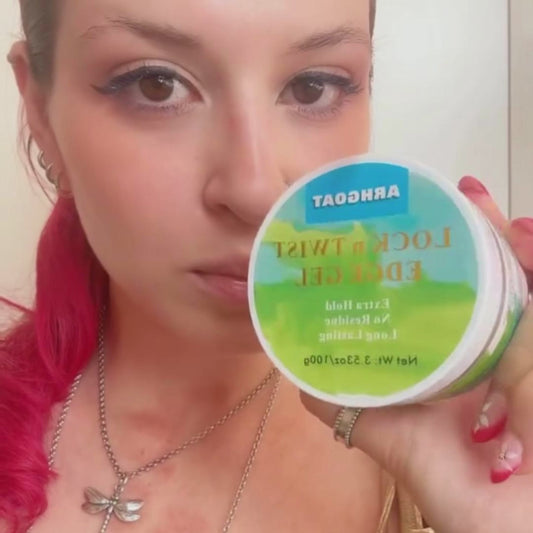 ARHGOAT
LOCK n TWIST
EDGE GEL
Extra Hold
No Residue
Long Lasting
Net Wt: 3.53oz/100g